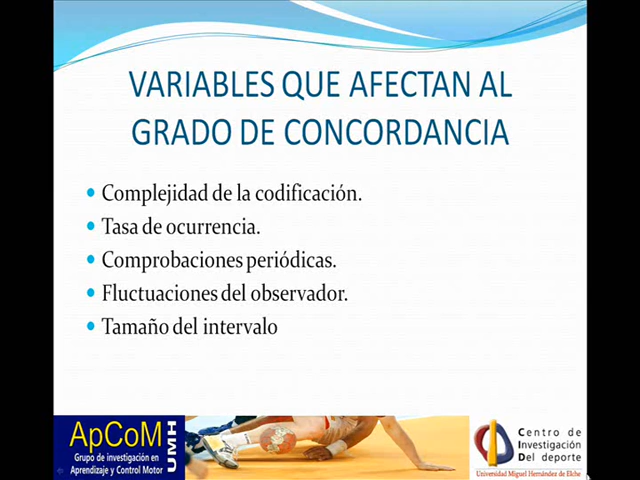 VARIABLES QUE AFECTAN AL
GRADO DE CONCORDANCIA
Complejidad de la codificación.
Tasa de ocurrencia.
Comprobaciones periódicas.
Fluctuaciones del observador.
Tamaño del intervalo
ApCoM
UMH
Grupo de investigación en
Aprendizaje y Control Motor
Centro de
Investigación
Del deporte
Universidad Miguel Hernández de Elche